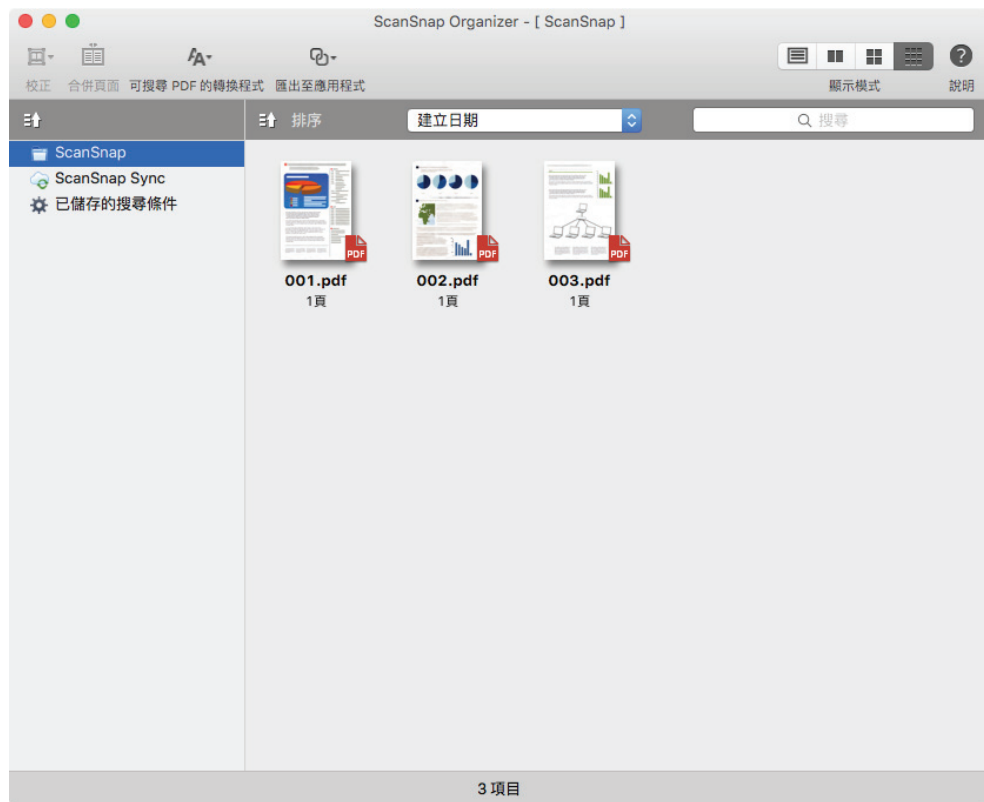 ScanSnap Organizer - [ ScanSnap ]
校正 合併頁面 可搜尋 PDF 的轉換程式 匯出至應用程式 顯示模式 說明
排序 建立日期 搜尋
ScanSnap
ScanSnap Sync
已儲存的搜尋條件
PDF PDF PDF
001.pdf 002.pdf 003.pdf
1頁 1頁 1頁
3 項目